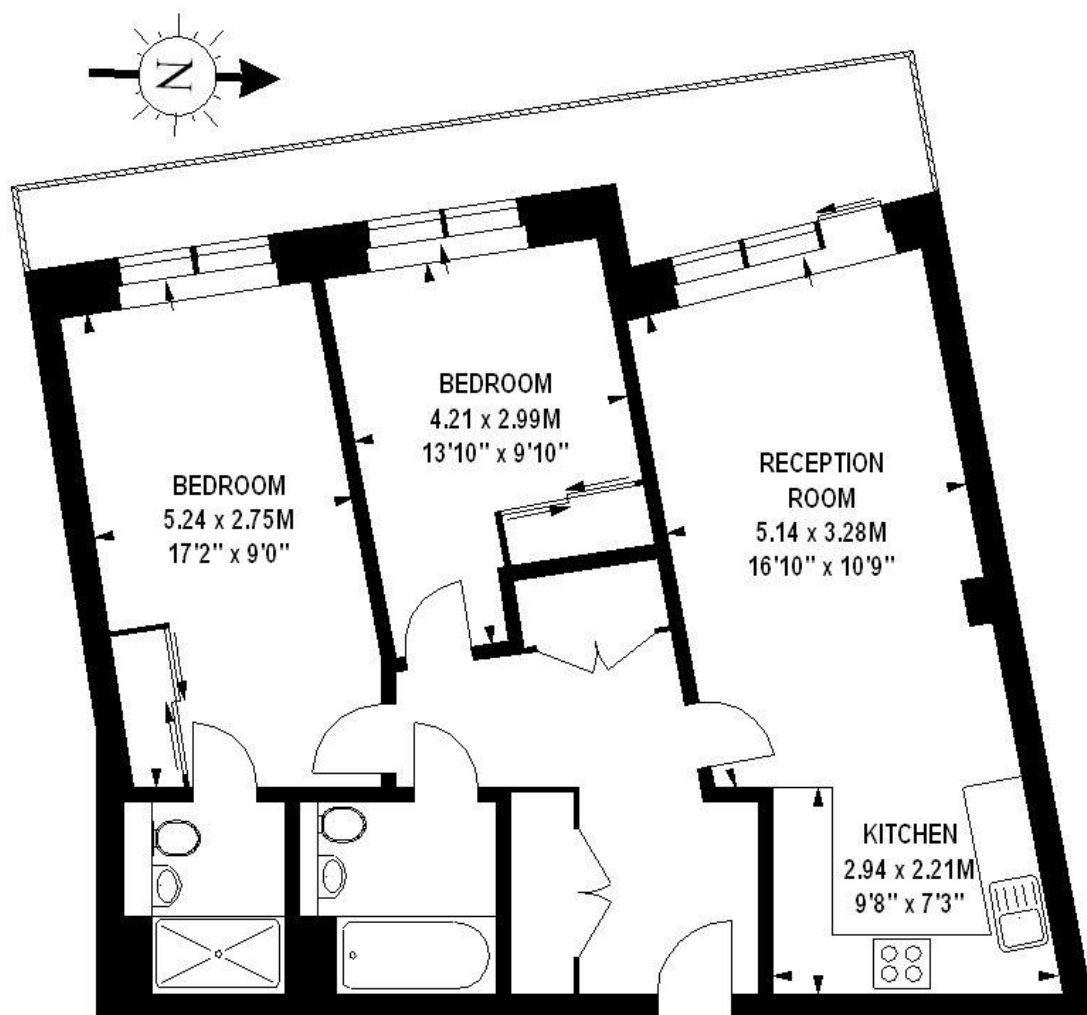 N
BEDROOM
4.21 x 2.99M
13'10" x 9'10"
BEDROOM
5.24 x 2.75M
17'2" x 9'0"
RECEPTION
ROOM
5.14 x 3.28M
16'10" x 10'9"
KITCHEN
2.94 x 2.21M
9'8" x 7'3"